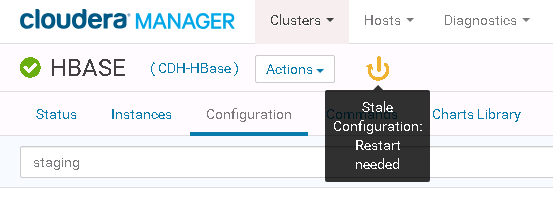 cloudera MANAGER Clusters Hosts Diagnostics
HBASE ( CDH-HBase ) Actions
Stale
Configuration:
Restart
needed
Status Instances Configuration Commands Charts Library
staging